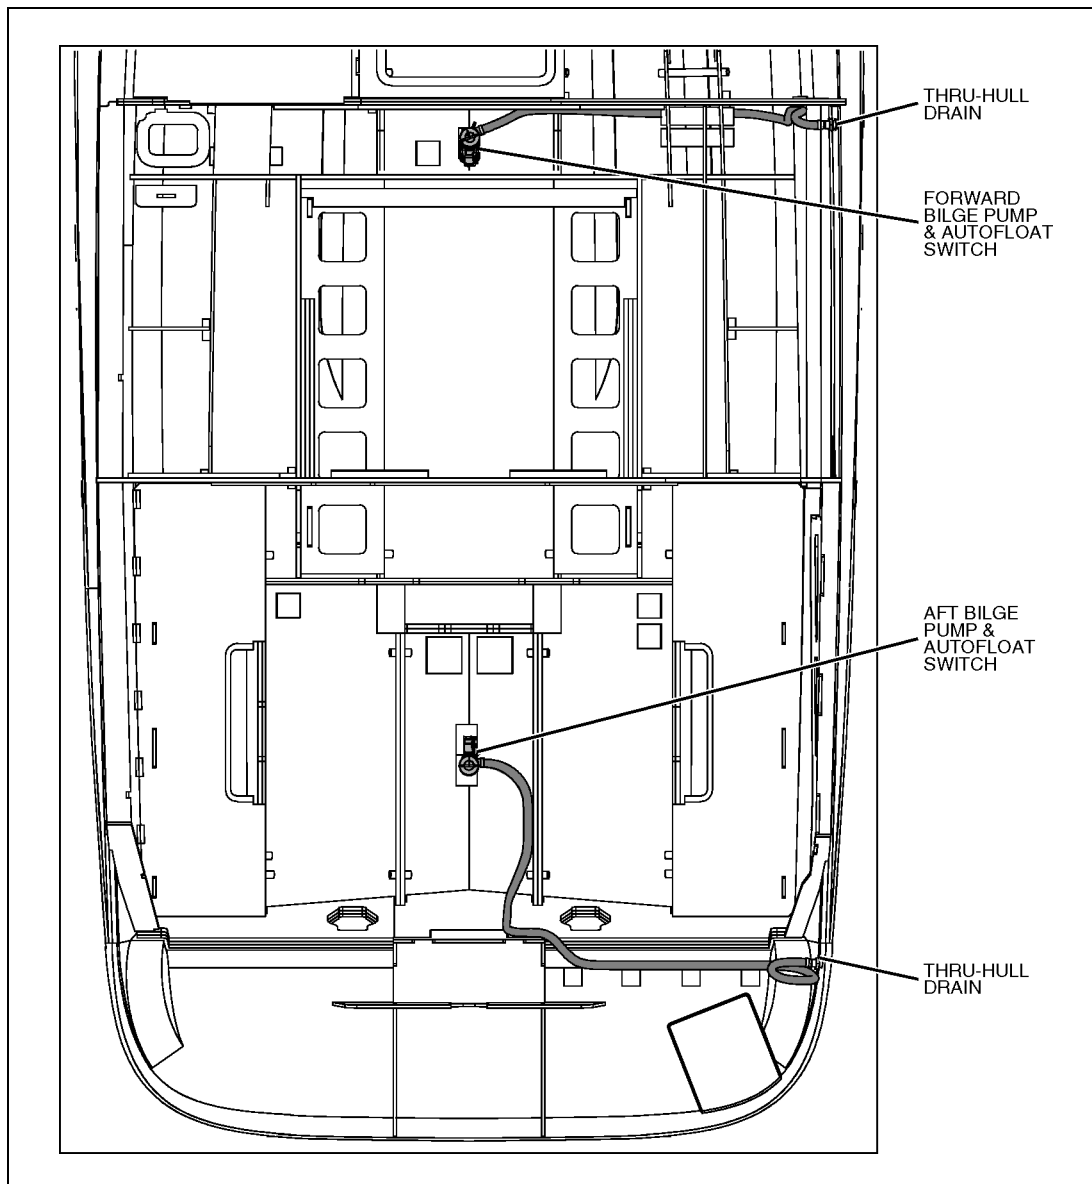 THRU-HULL
DRAIN
FORWARD
BILGE PUMP
& AUTOFLOAT
SWITCH
AFT BILGE
PUMP &
AUTOFLOAT
SWITCH
THRU-HULL
DRAIN